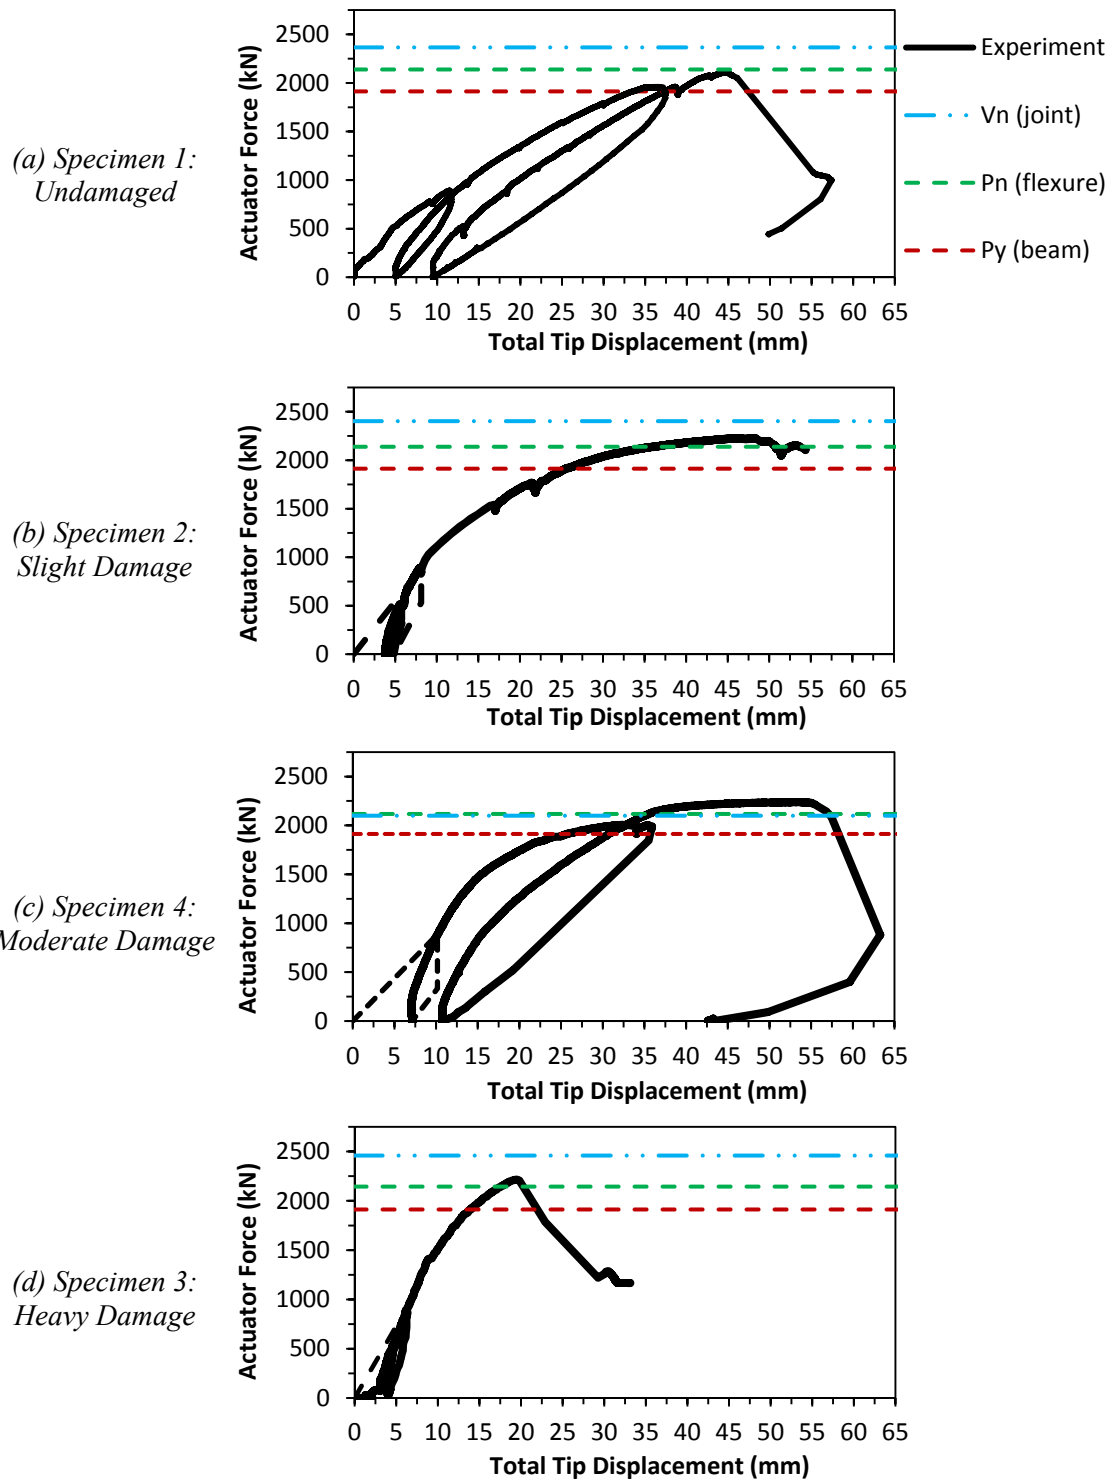 (a) Specimen 1:
Undamaged
Actuator Force (kN)
2500
2000
1500
1000
500
0
0 5 10 15 20 25 30 35 40 45 50 55 60 65
Total Tip Displacement (mm)
Experiment
Vn (joint)
Pn (flexure)
Py (beam)
(b) Specimen 2:
Slight Damage
Actuator Force (kN)
2500
2000
1500
1000
500
0
0 5 10 15 20 25 30 35 40 45 50 55 60 65
Total Tip Displacement (mm)
(c) Specimen 4:
Moderate Damage
Actuator Force (kN)
2500
2000
1500
1000
500
0
0 5 10 15 20 25 30 35 40 45 50 55 60 65
Total Tip Displacement (mm)
(d) Specimen 3:
Heavy Damage
Actuator Force (kN)
2500
2000
1500
1000
500
0
0 5 10 15 20 25 30 35 40 45 50 55 60 65
Total Tip Displacement (mm)